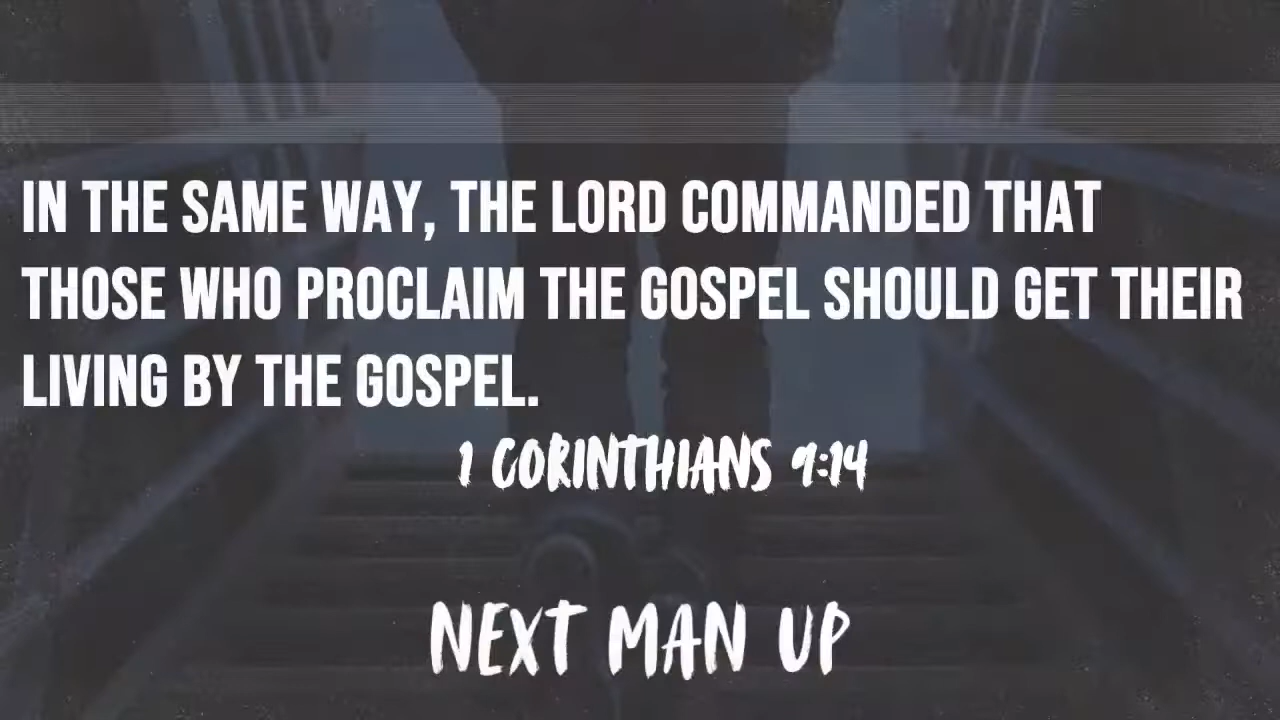 IN THE SAME WAY, THE LORD COMMANDED THAT
THOSE WHO PROCLAIM THE GOSPEL SHOULD GET THEIR
LIVING BY THE GOSPEL.
1 CORINTHIANS 9:14
NEXT MAN UP